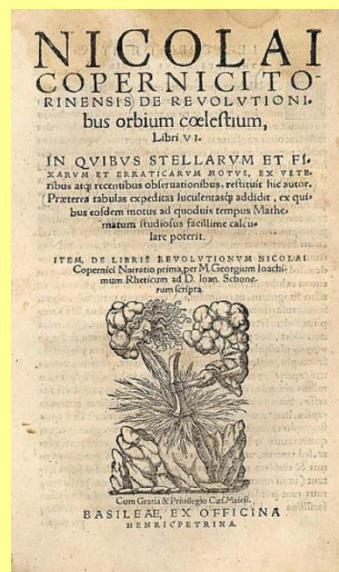 NICOLAI
COPERNICI TO-
RINENSIS DE REVOLVTIONI-
bus orbium cœlestium,
Libri VI.
IN QVIBVS STELLARVM ET FI-
XARVM ET ERRATICARVM MOTVS, EX VETE-
ribus atq; recentibus obseruationibus, restituit hic autor.
Præterea tabulas expeditas luculentasq; addidit, ex qui-
bus eosdem motus ad quoduis tempus Mathe-
matum studiosus facillime calcu-
lare poterit.
ITEM, DE LIBRIS REVOLVTIONVM NICOLAI
Copernici Narratio prima, per M. Georgium Ioachi-
mum Rheticum ad D. Ioan. Schone-
rum scripta.
Cum Gratia & Priuilegio Cæs. Maiest.
BASILEAE, EX OFFICINA
HENRICPETRINA.